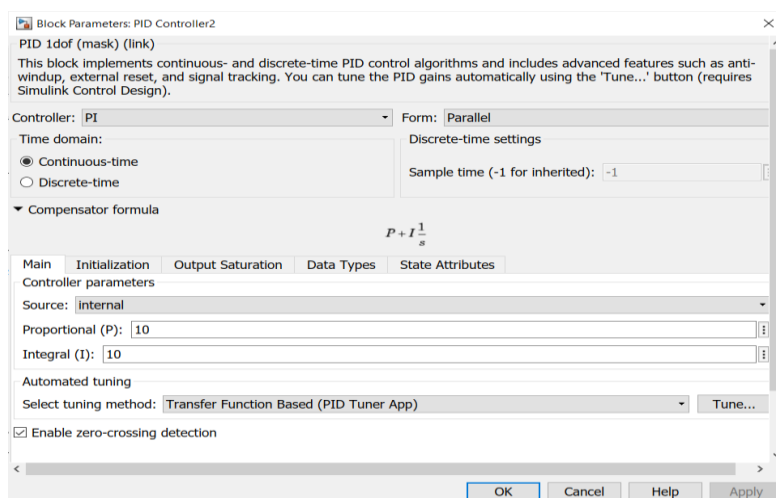 Block Parameters: PID Controller2
PID 1dof (mask) (link)
This block implements continuous- and discrete-time PID control algorithms and includes advanced features such as anti-
windup, external reset, and signal tracking. You can tune the PID gains automatically using the 'Tune...' button (requires
Simulink Control Design).
Controller: PI Form: Parallel
Time domain: Discrete-time settings
Continuous-time
Sample time (-1 for inherited): -1
Discrete-time
Compensator formula
P + I 1/s
Main Initialization Output Saturation Data Types State Attributes
Controller parameters
Source: internal
Proportional (P): 10
Integral (I): 10
Automated tuning
Select tuning method: Transfer Function Based (PID Tuner App) Tune...
Enable zero-crossing detection
OK Cancel Help Apply